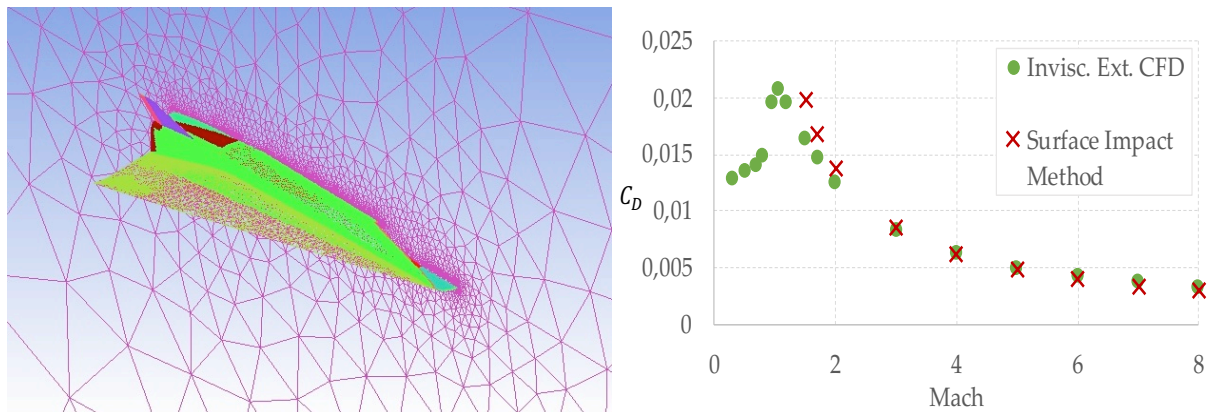 0,025
0,02
0,015
0,01
0,005
0
C_D
Invisc. Ext. CFD
Surface Impact
Method
0 2 4 6 8
Mach